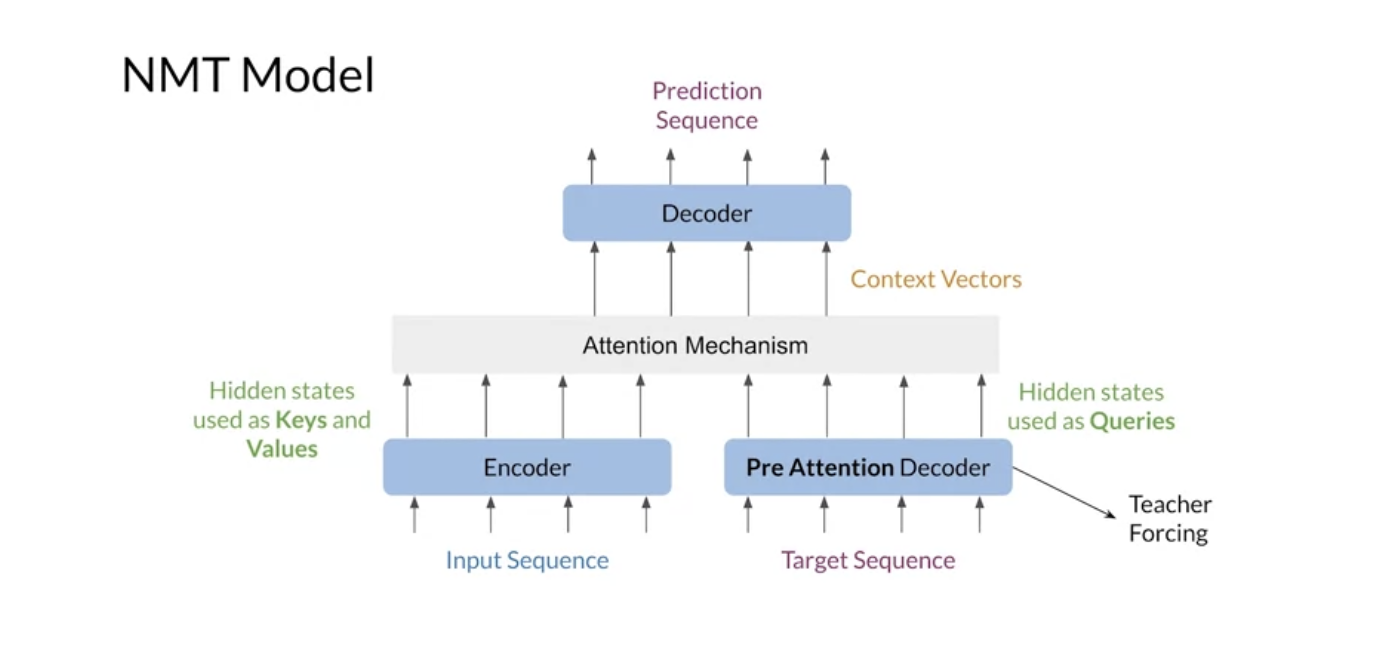 NMT Model
Prediction
Sequence
Decoder
Context Vectors
Attention Mechanism
Hidden states
used as Keys and
Values
Hidden states
used as Queries
Encoder
Pre Attention Decoder
Teacher
Forcing
Input Sequence
Target Sequence